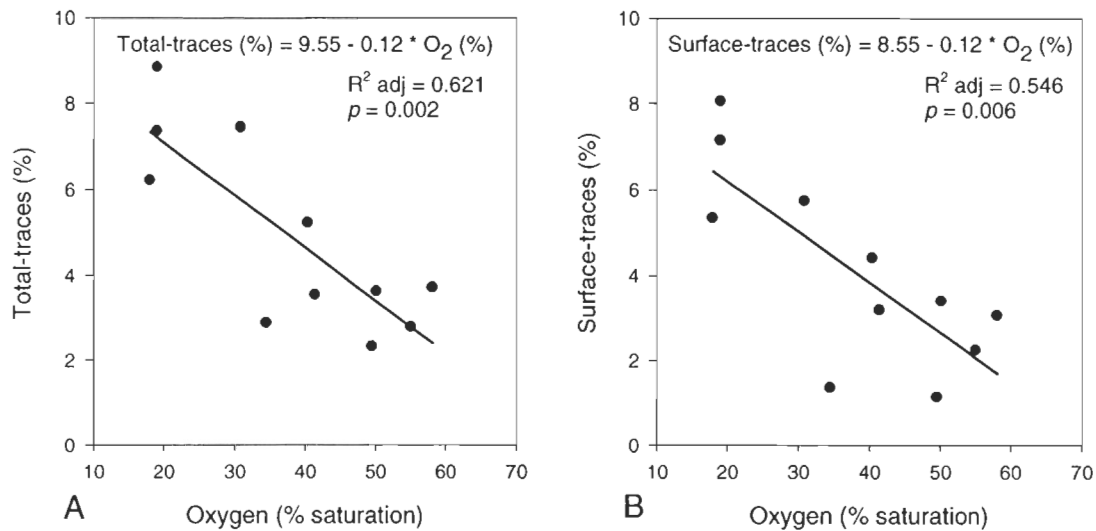 Total-traces (%) = 9.55 - 0.12 * O₂ (%)
R² adj = 0.621
p = 0.002
Total-traces (%)
10
8
6
4
2
0
10 20 30 40 50 60 70
Oxygen (% saturation)
A
Surface-traces (%) = 8.55 - 0.12 * O₂ (%)
R² adj = 0.546
p = 0.006
Surface-traces (%)
10
8
6
4
2
0
10 20 30 40 50 60 70
Oxygen (% saturation)
B